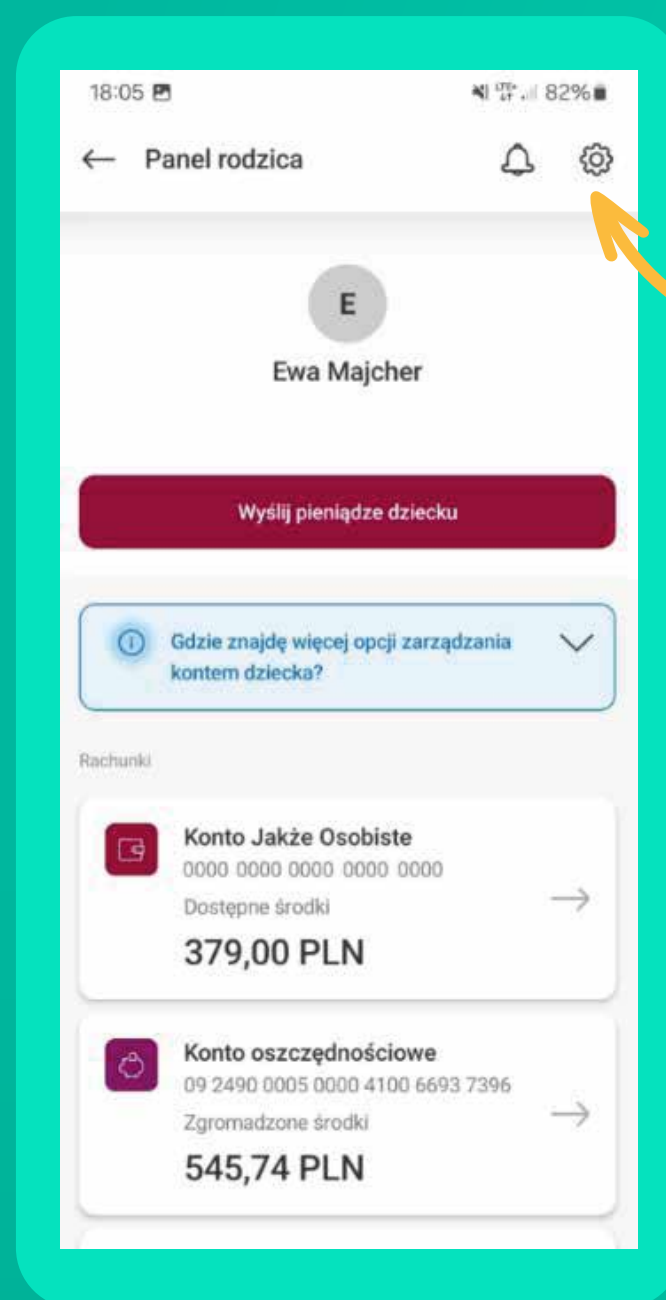 18:05
LTE+ 82%
Panel rodzica
E
Ewa Majcher
Wyślij pieniądze dziecku
Gdzie znajdę więcej opcji zarządzania
kontem dziecka?
Rachunki
Konto Jakże Osobiste
0000 0000 0000 0000 0000
Dostępne środki
379,00 PLN
Konto oszczędnościowe
09 2490 0005 0000 4100 6693 7396
Zgromadzone środki
545,74 PLN